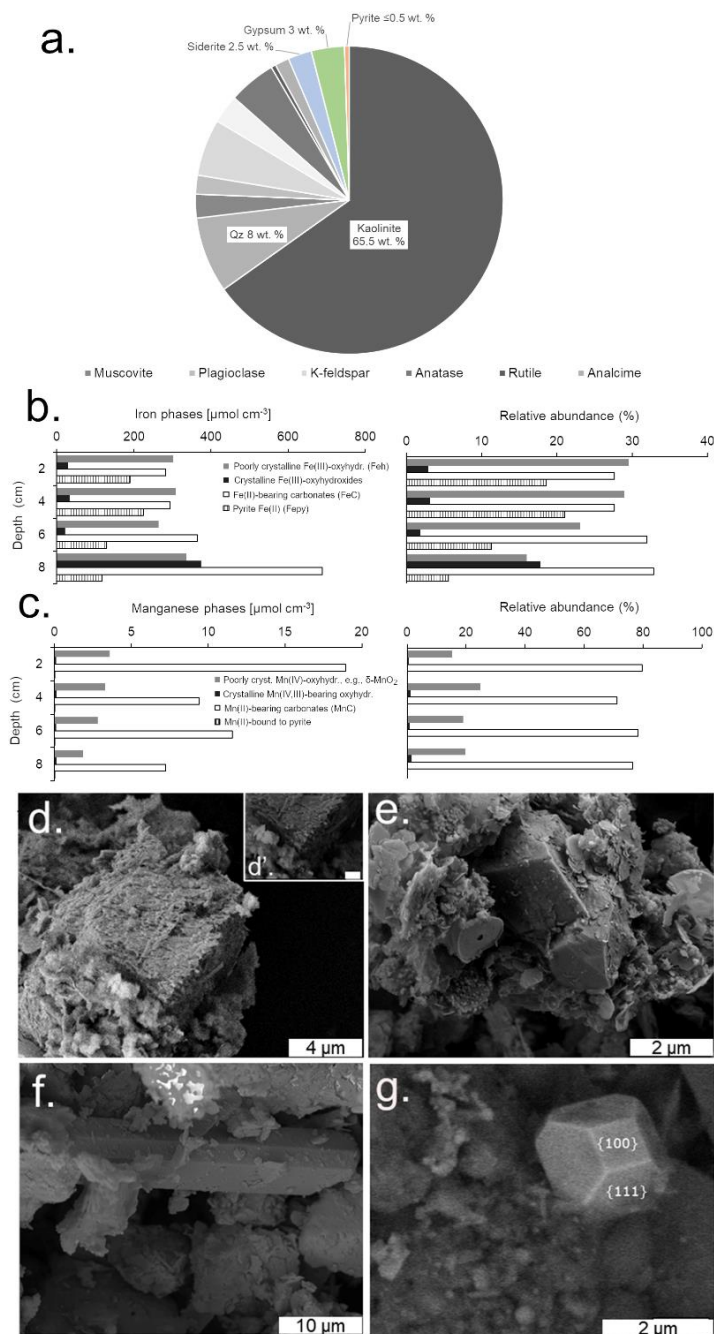 a.
Pyrite ≤0.5 wt. %
Gypsum 3 wt. %
Siderite 2.5 wt. %
Qz 8 wt. %
Kaolinite
65.5 wt. %
Muscovite Plagioclase K-feldspar Anatase Rutile Analcime
b.
Iron phases [µmol cm-³]
Relative abundance (%)
0 200 400 600 800
0 10 20 30 40
Depth (cm)
2
4
6
8
Poorly crystalline Fe(III)-oxyhydr. (Feh)
Crystalline Fe(III)-oxyhydroxides
Fe(II)-bearing carbonates (FeC)
Pyrite Fe(II) (Fepy)
c.
Manganese phases [µmol cm-³]
Relative abundance (%)
0 5 10 15 20
0 20 40 60 80 100
Depth (cm)
2
4
6
8
Poorly cryst. Mn(IV)-oxyhydr., e.g., δ-MnO₂
Crystalline Mn(IV,III)-bearing oxyhydr.
Mn(II)-bearing carbonates (MnC)
Mn(II)-bound to pyrite
d.
d'.
4 µm
e.
2 µm
f.
10 µm
g.
{100}
{111}
2 µm